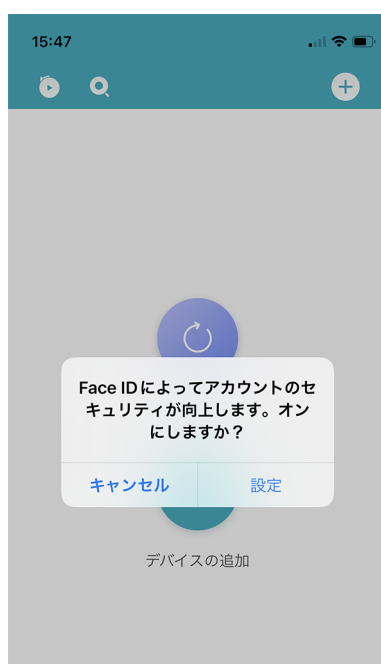 15:47
Face IDによってアカウントのセ
キュリティが向上します。オン
にしますか？
キャンセル
設定
デバイスの追加